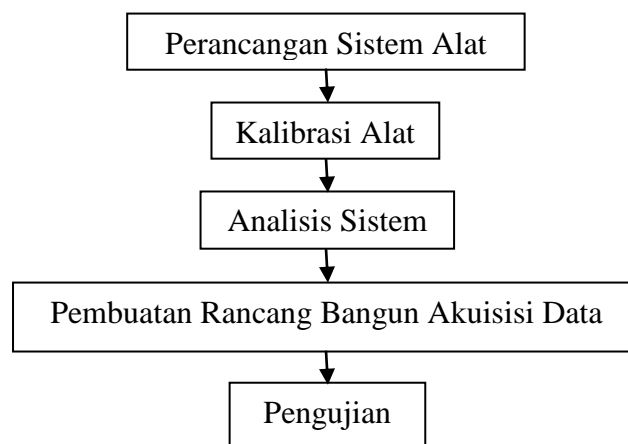 Perancangan Sistem Alat
Kalibrasi Alat
Analisis Sistem
Pembuatan Rancang Bangun Akuisisi Data
Pengujian